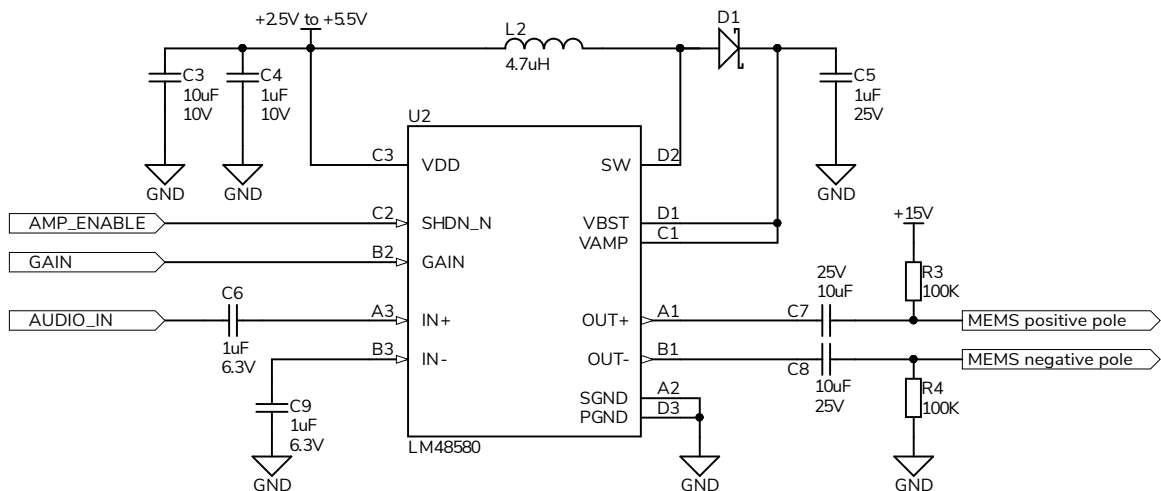 +2.5V to +5.5V
L2
4.7uH
D1
C3
10uF
10V
C4
1uF
10V
C5
1uF
25V
GND
GND
GND
U2
C3
VDD
SW
D2
AMP_ENABLE
C2
SHDN_N
VBST
D1
VAMP
C1
GAIN
B2
GAIN
+15V
R3
100K
AUDIO_IN
C6
1uF
6.3V
A3
IN+
OUT+
A1
25V
10uF
C7
MEMS positive pole
B3
IN-
OUT-
B1
C8
10uF
25V
MEMS negative pole
C9
1uF
6.3V
SGND
A2
PGND
D3
R4
100K
LM48580
GND
GND
GND